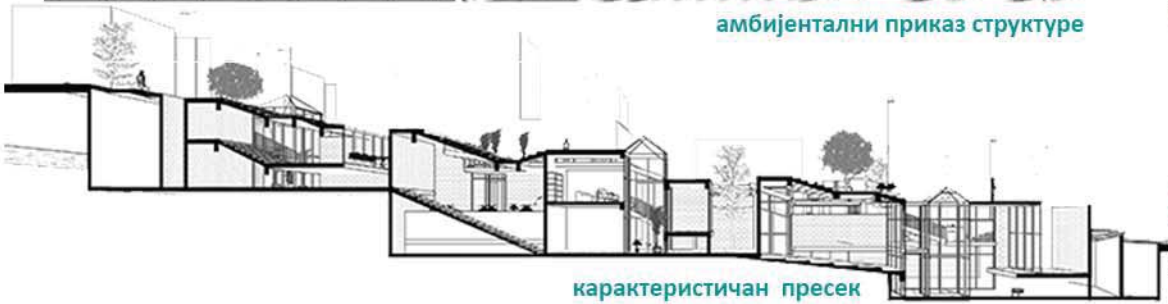 амбијентални приказ структуре
карактеристичан пресек